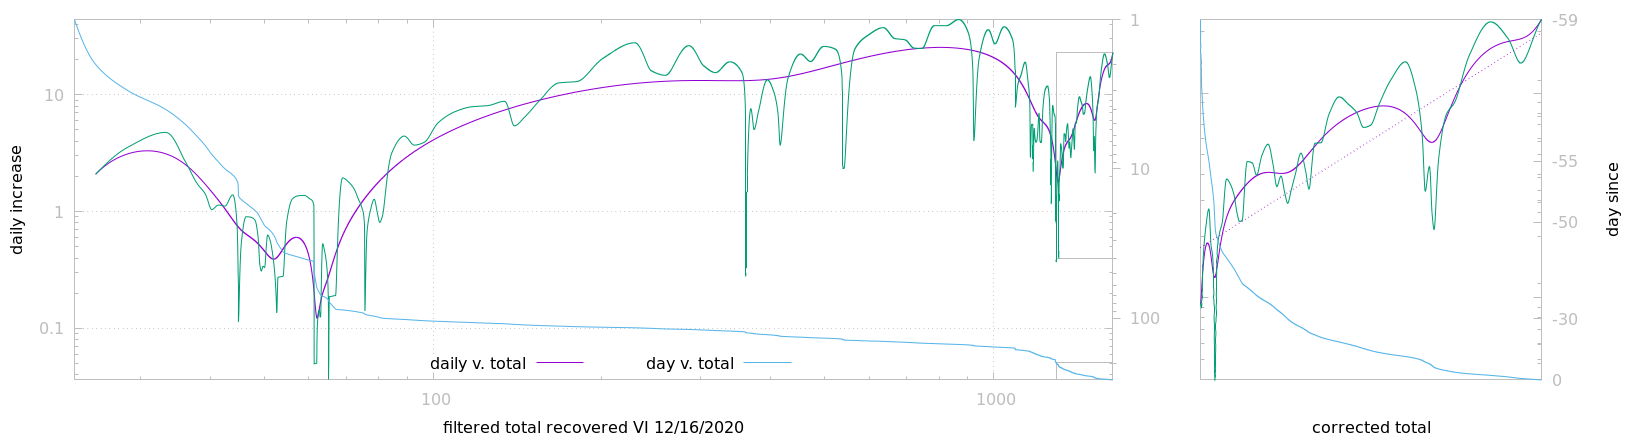 daily increase
10
1
0.1
100
1000
1
10
100
daily v. total
day v. total
filtered total recovered VI 12/16/2020
-59
-55
-50
-30
0
day since
corrected total